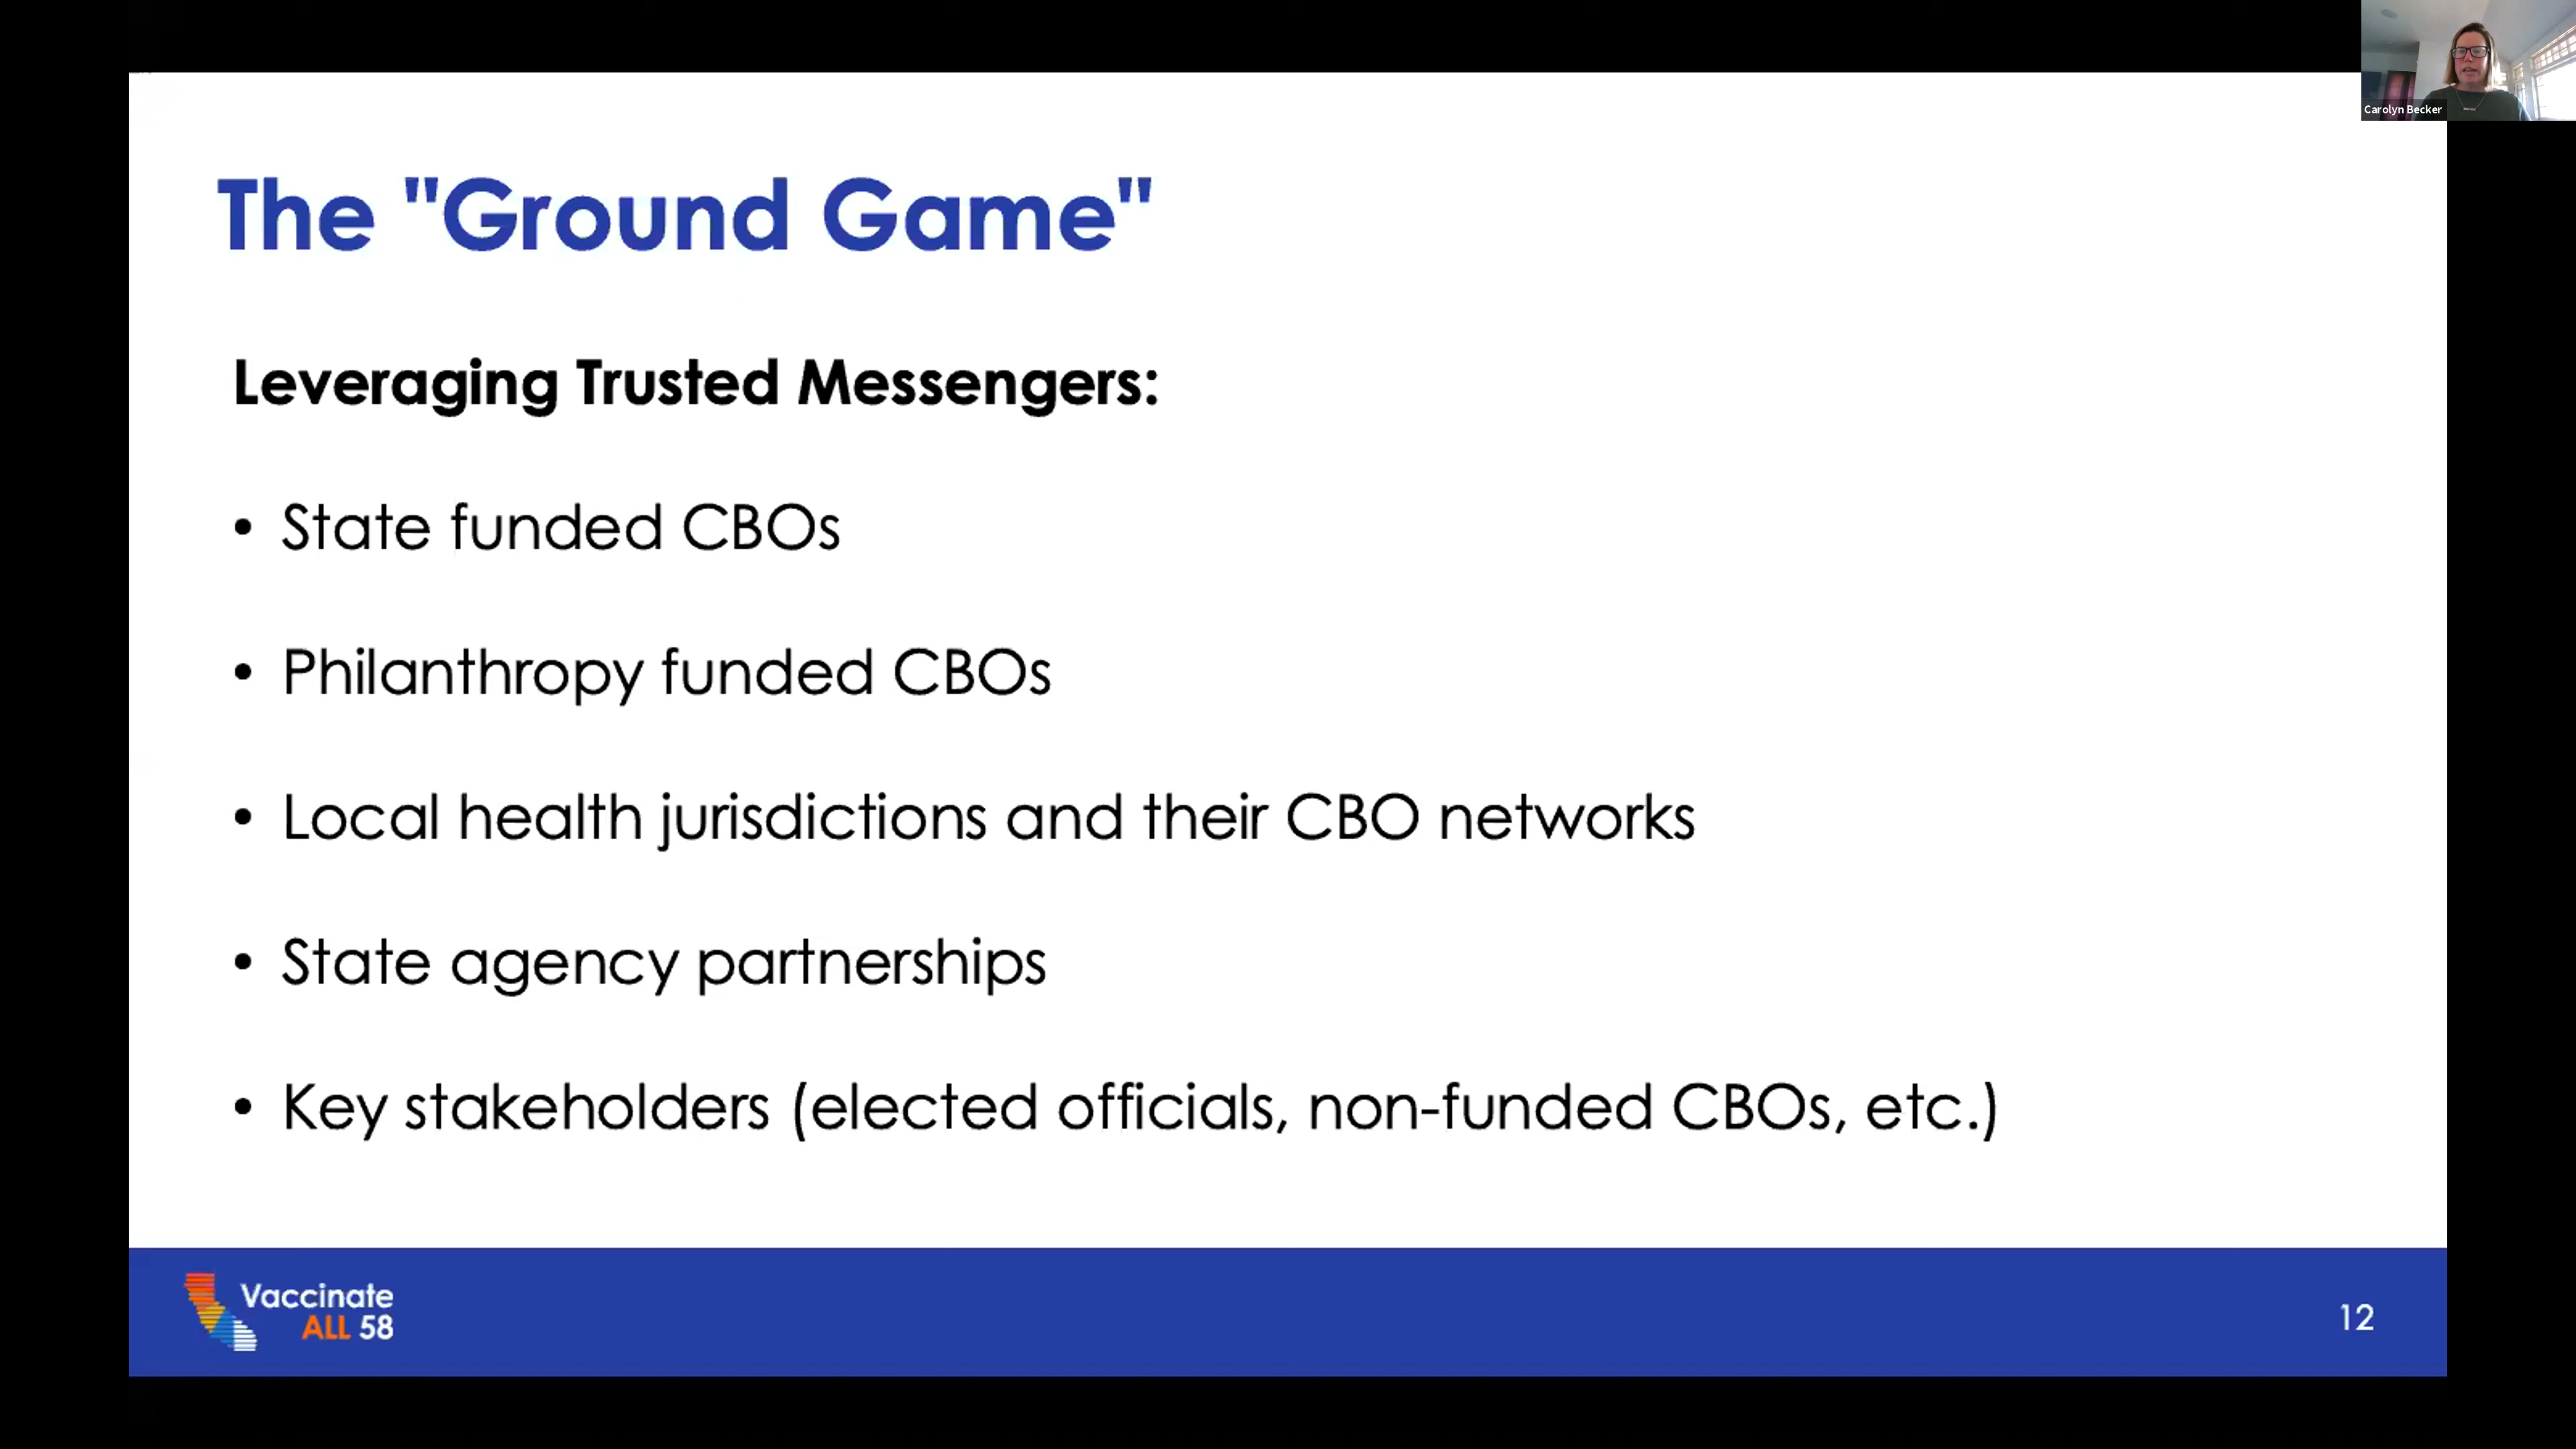 Carolyn Becker
The "Ground Game"
Leveraging Trusted Messengers:
• State funded CBOs
• Philanthropy funded CBOs
• Local health jurisdictions and their CBO networks
• State agency partnerships
• Key stakeholders (elected officials, non-funded CBOs, etc.)
Vaccinate
ALL 58
12